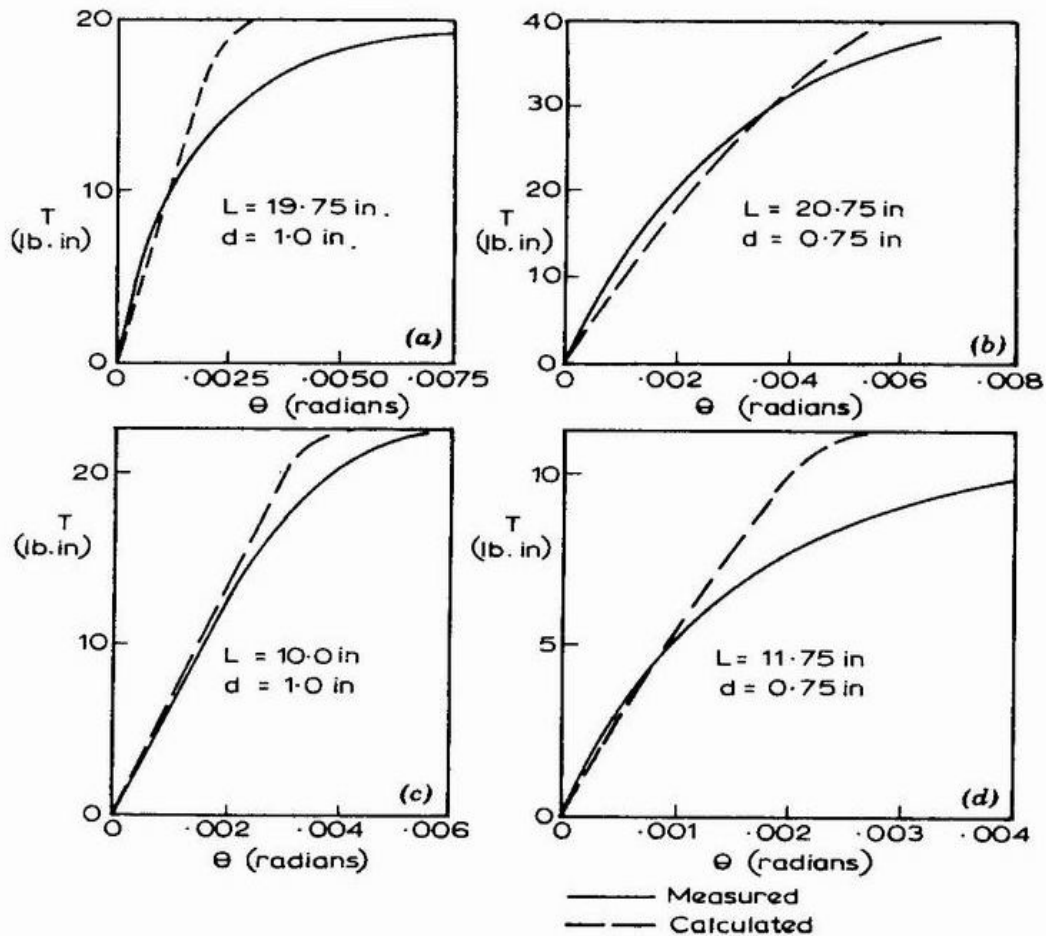 20
10
0
T
(lb. in)
L = 19·75 in.
d = 1·0 in.
(a)
0 ·0025 ·0050 ·0075
Θ (radians)
40
30
20
10
0
T
(lb. in)
L = 20·75 in
d = 0·75 in
(b)
0 ·002 ·004 ·006 ·008
Θ (radians)
20
10
0
T
(lb. in)
L = 10·0 in
d = 1·0 in
(c)
0 ·002 ·004 ·006
Θ (radians)
10
5
0
T
(lb. in)
L = 11·75 in
d = 0·75 in
(d)
0 ·001 ·002 ·003 ·004
Θ (radians)
Measured
Calculated